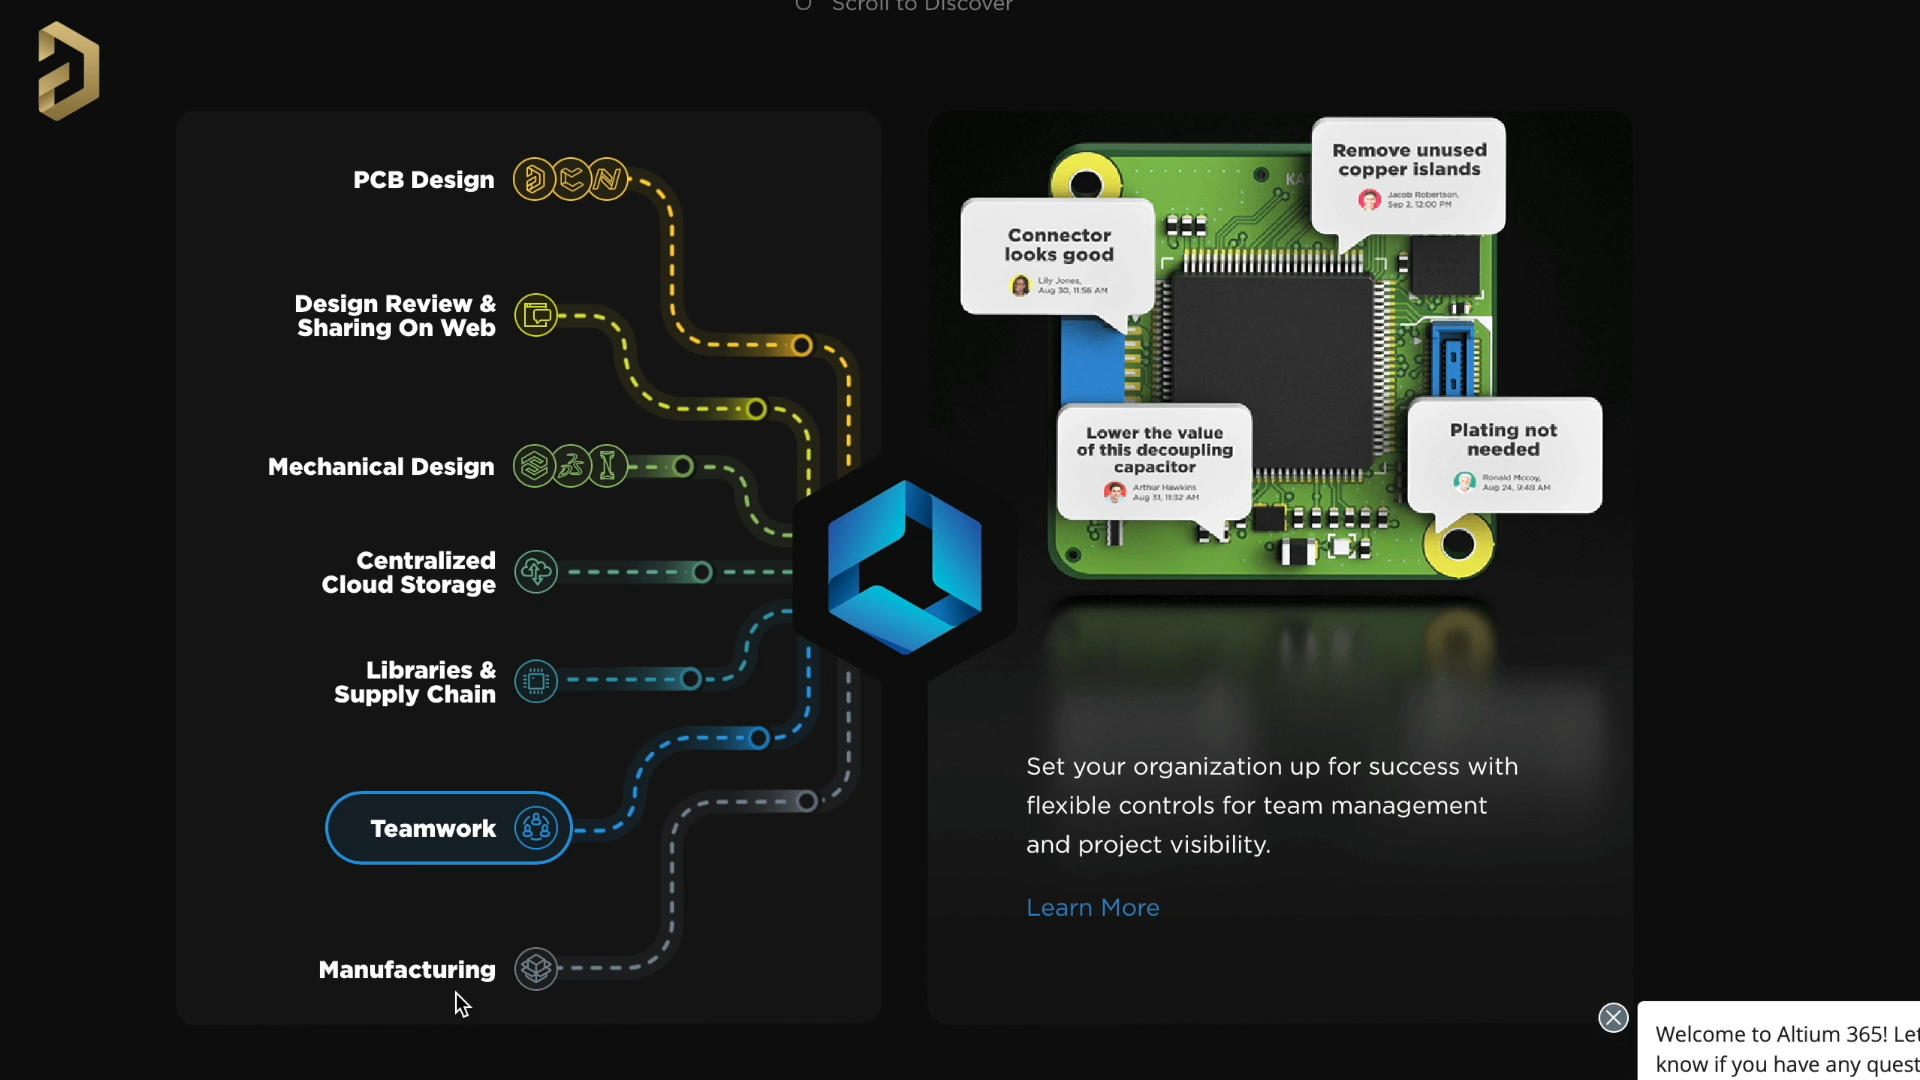 Scroll to Discover
PCB Design
Design Review &
Sharing On Web
Mechanical Design
Centralized
Cloud Storage
Libraries &
Supply Chain
Teamwork
Manufacturing
Remove unused
copper islands
Jacob Robertson,
Sep 2, 12:00 PM
Connector
looks good
Lily Jones,
Aug 30, 11:56 AM
Lower the value
of this decoupling
capacitor
Arthur Hawkins
Aug 31, 11:32 AM
Plating not
needed
Ronald Mccoy,
Aug 24, 9:48 AM
KA
Set your organization up for success with
flexible controls for team management
and project visibility.
Learn More
Welcome to Altium 365! Let
know if you have any quest